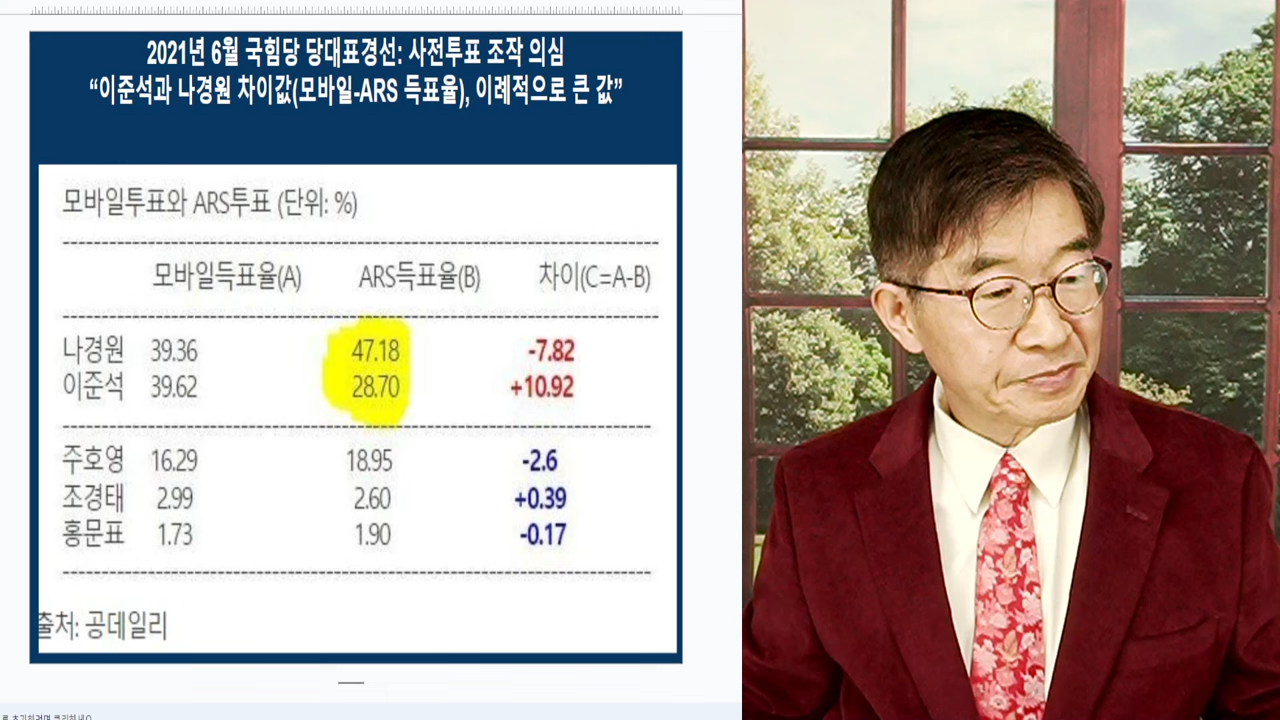 2021년 6월 국힘당 당대표경선: 사전투표 조작 의심
“이준석과 나경원 차이값(모바일-ARS 득표율), 이례적으로 큰 값”
모바일투표와 ARS투표 (단위: %)
모바일득표율(A) ARS득표율(B) 차이(C=A-B)
나경원 39.36 47.18 -7.82
이준석 39.62 28.70 +10.92
주호영 16.29 18.95 -2.6
조경태 2.99 2.60 +0.39
홍문표 1.73 1.90 -0.17
출처: 공데일리